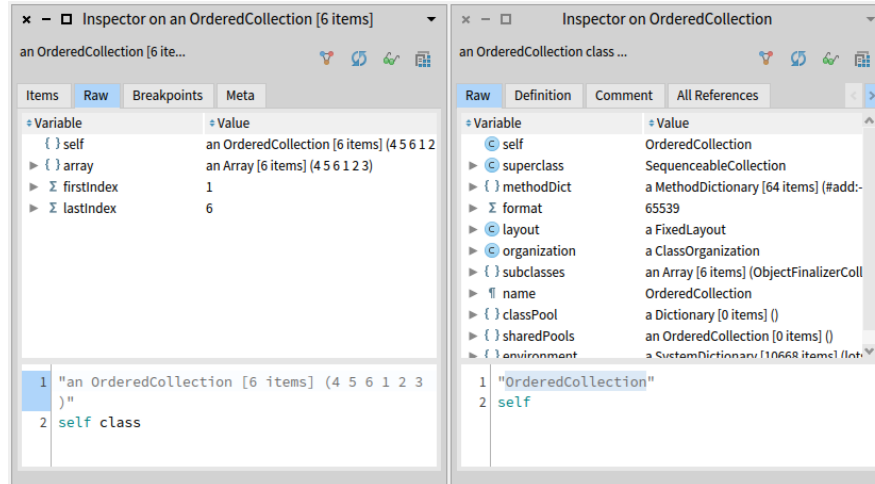 Inspector on an OrderedCollection [6 items]
an OrderedCollection [6 ite...
Items Raw Breakpoints Meta
Variable Value
{ } self an OrderedCollection [6 items] (4 5 6 1 2
{ } array an Array [6 items] (4 5 6 1 2 3)
Σ firstIndex 1
Σ lastIndex 6
1 "an OrderedCollection [6 items] (4 5 6 1 2 3
)"
2 self class
Inspector on OrderedCollection
an OrderedCollection class ...
Raw Definition Comment All References
Variable Value
C self OrderedCollection
C superclass SequenceableCollection
{ } methodDict a MethodDictionary [64 items] (#add:-
Σ format 65539
C layout a FixedLayout
C organization a ClassOrganization
{ } subclasses an Array [6 items] (ObjectFinalizerColl
¶ name OrderedCollection
{ } classPool a Dictionary [0 items] ()
{ } sharedPools an OrderedCollection [0 items] ()
{ } environment a SystemDictionary [10668 items] (lot
1 "OrderedCollection"
2 self